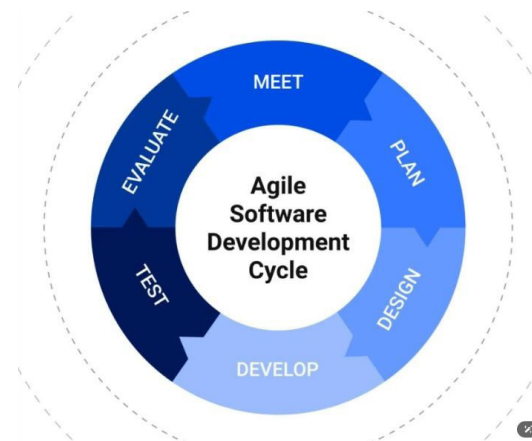 Agile
Software
Development
Cycle
MEET
PLAN
DESIGN
DEVELOP
TEST
EVALUATE